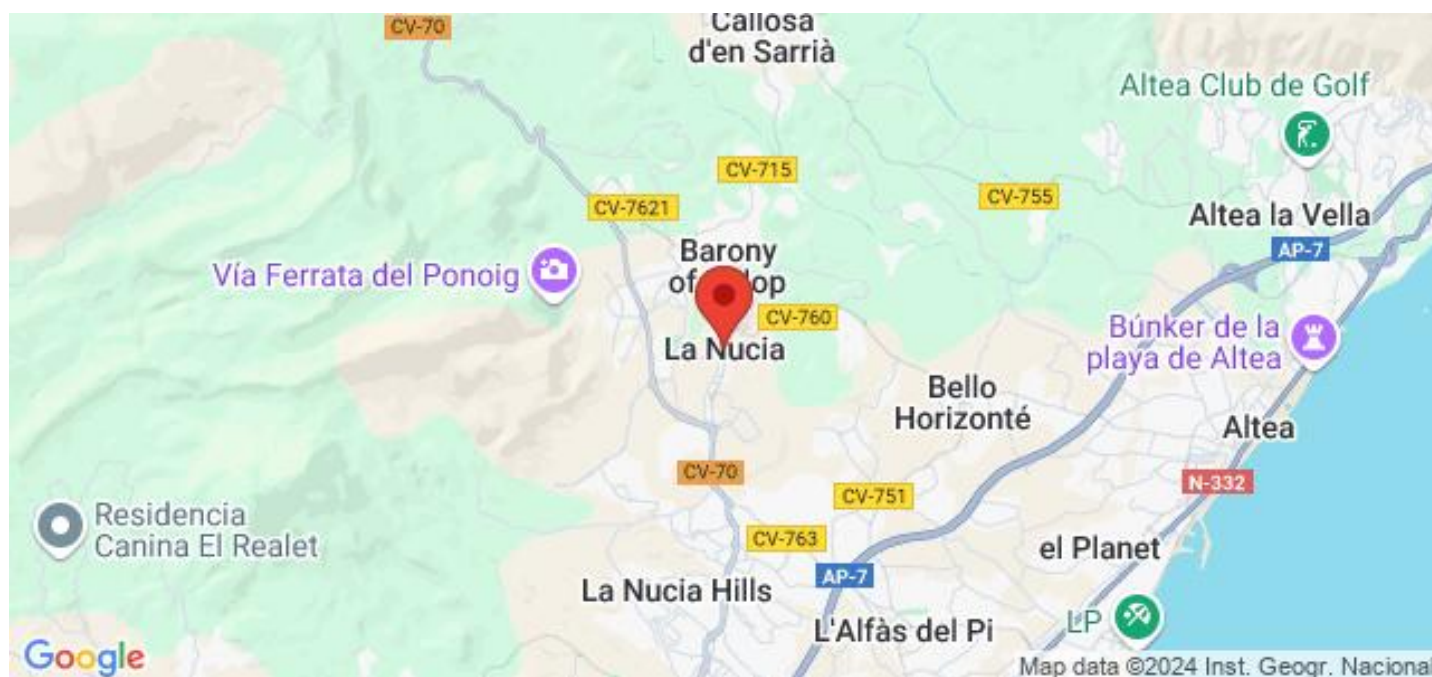 CV-70
Callosa
d'en Sarrià
Altea Club de Golf
CV-715
CV-755
CV-7621
Altea la Vella
AP-7
Barony
Vía Ferrata del Ponoig
CV-760
La Nucia
Búnker de la
playa de Altea
Bello
Horizonté
Altea
CV-70
N-332
CV-751
Residencia
Canina El Realet
CV-763
el Planet
AP-7
La Nucia Hills
L'Alfàs del Pi
LP
Google
Map data ©2024 Inst. Geogr. Nacional